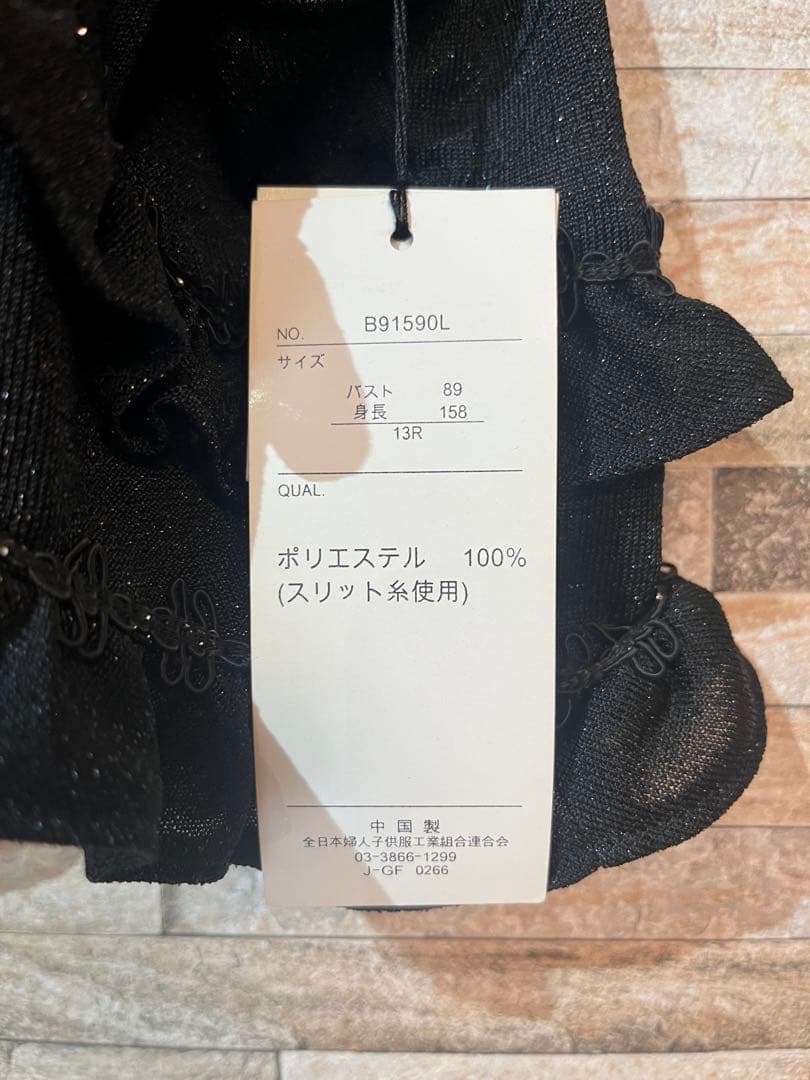 NO. B91590L
サイズ
バスト 89
身長 158
13R
QUAL.
ポリエステル 100%
(スリット糸使用)
中国製
全日本婦人子供服工業組合連合会
03-3866-1299
J-GF 0266